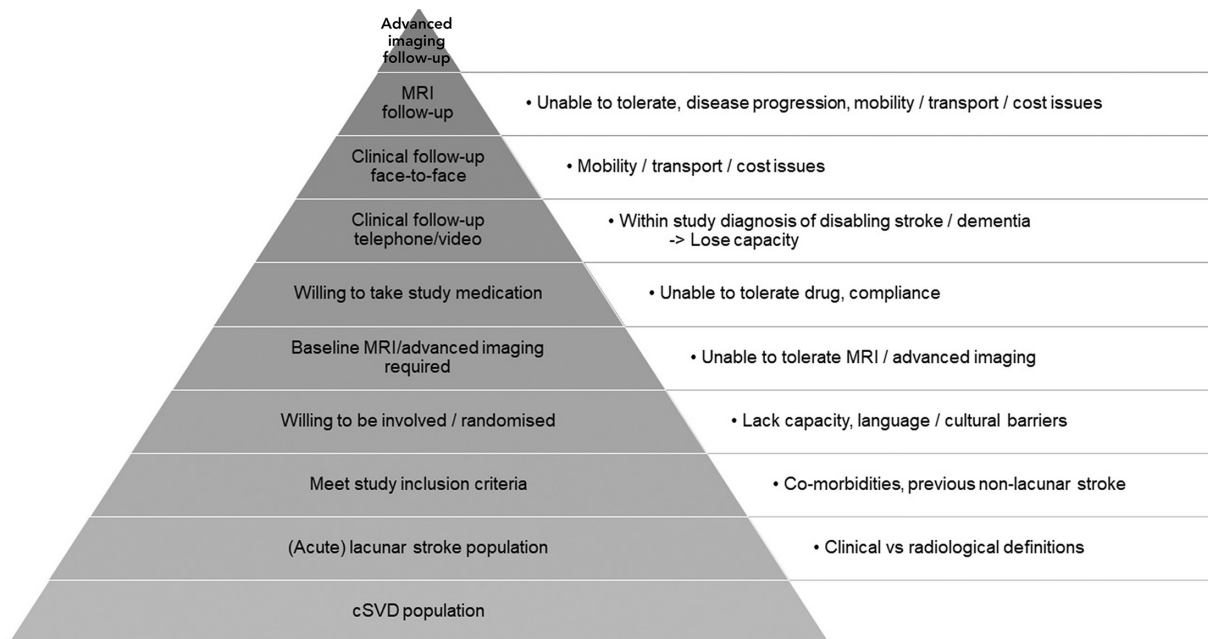 Advanced
imaging
follow-up
MRI
follow-up
• Unable to tolerate, disease progression, mobility / transport / cost issues
Clinical follow-up
face-to-face
• Mobility / transport / cost issues
Clinical follow-up
telephone/video
• Within study diagnosis of disabling stroke / dementia
-> Lose capacity
Willing to take study medication
• Unable to tolerate drug, compliance
Baseline MRI/advanced imaging
required
• Unable to tolerate MRI / advanced imaging
Willing to be involved / randomised
• Lack capacity, language / cultural barriers
Meet study inclusion criteria
• Co-morbidities, previous non-lacunar stroke
(Acute) lacunar stroke population
• Clinical vs radiological definitions
cSVD population